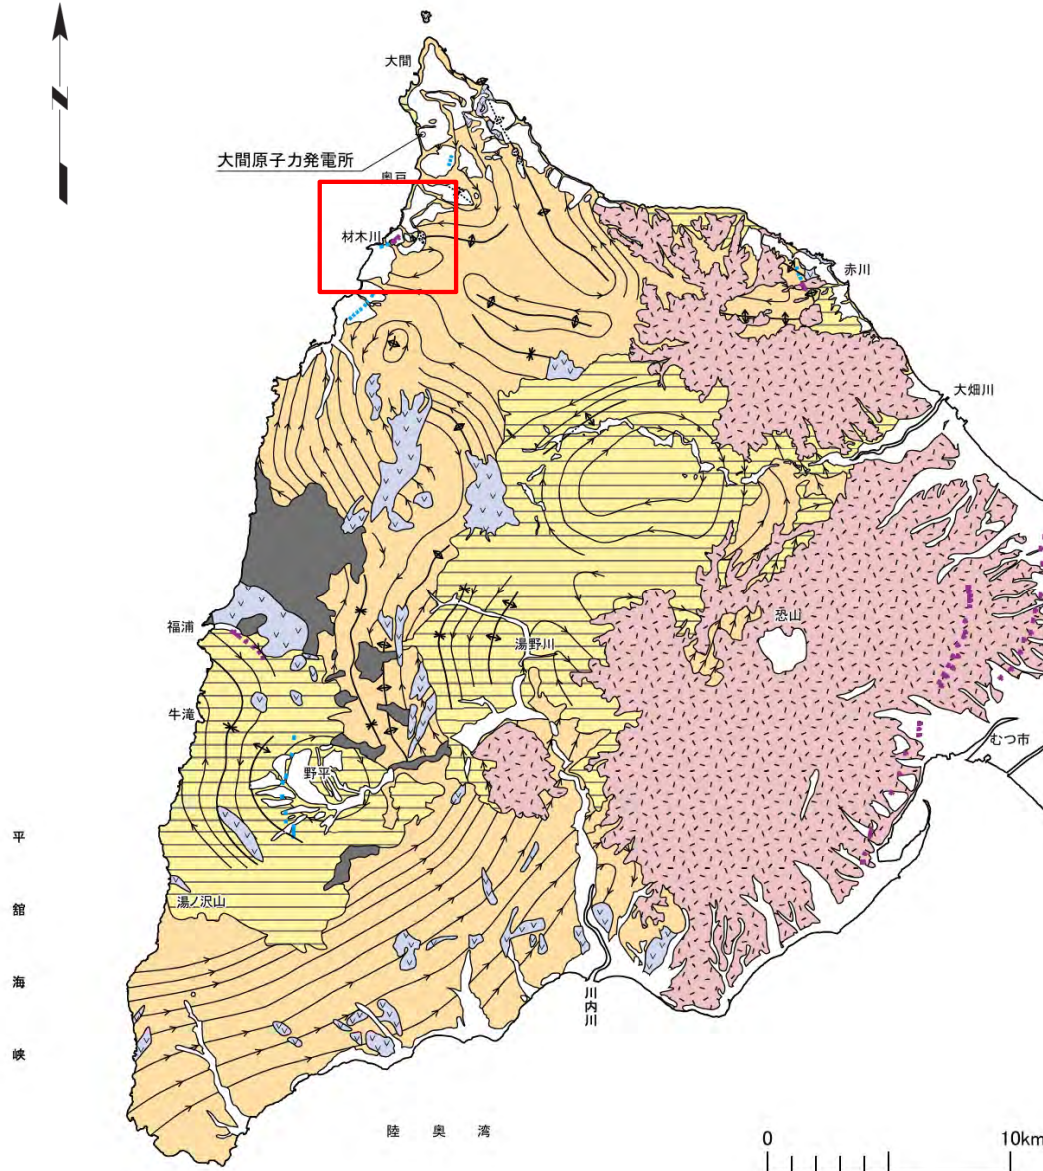 大間
大間原子力発電所
奥戸
材木川
赤川
大畑川
福浦
湯野川
恐山
牛滝
むつ市
野平
湯ノ沢山
川内川
平舘海峡
陸奥湾
0 10km